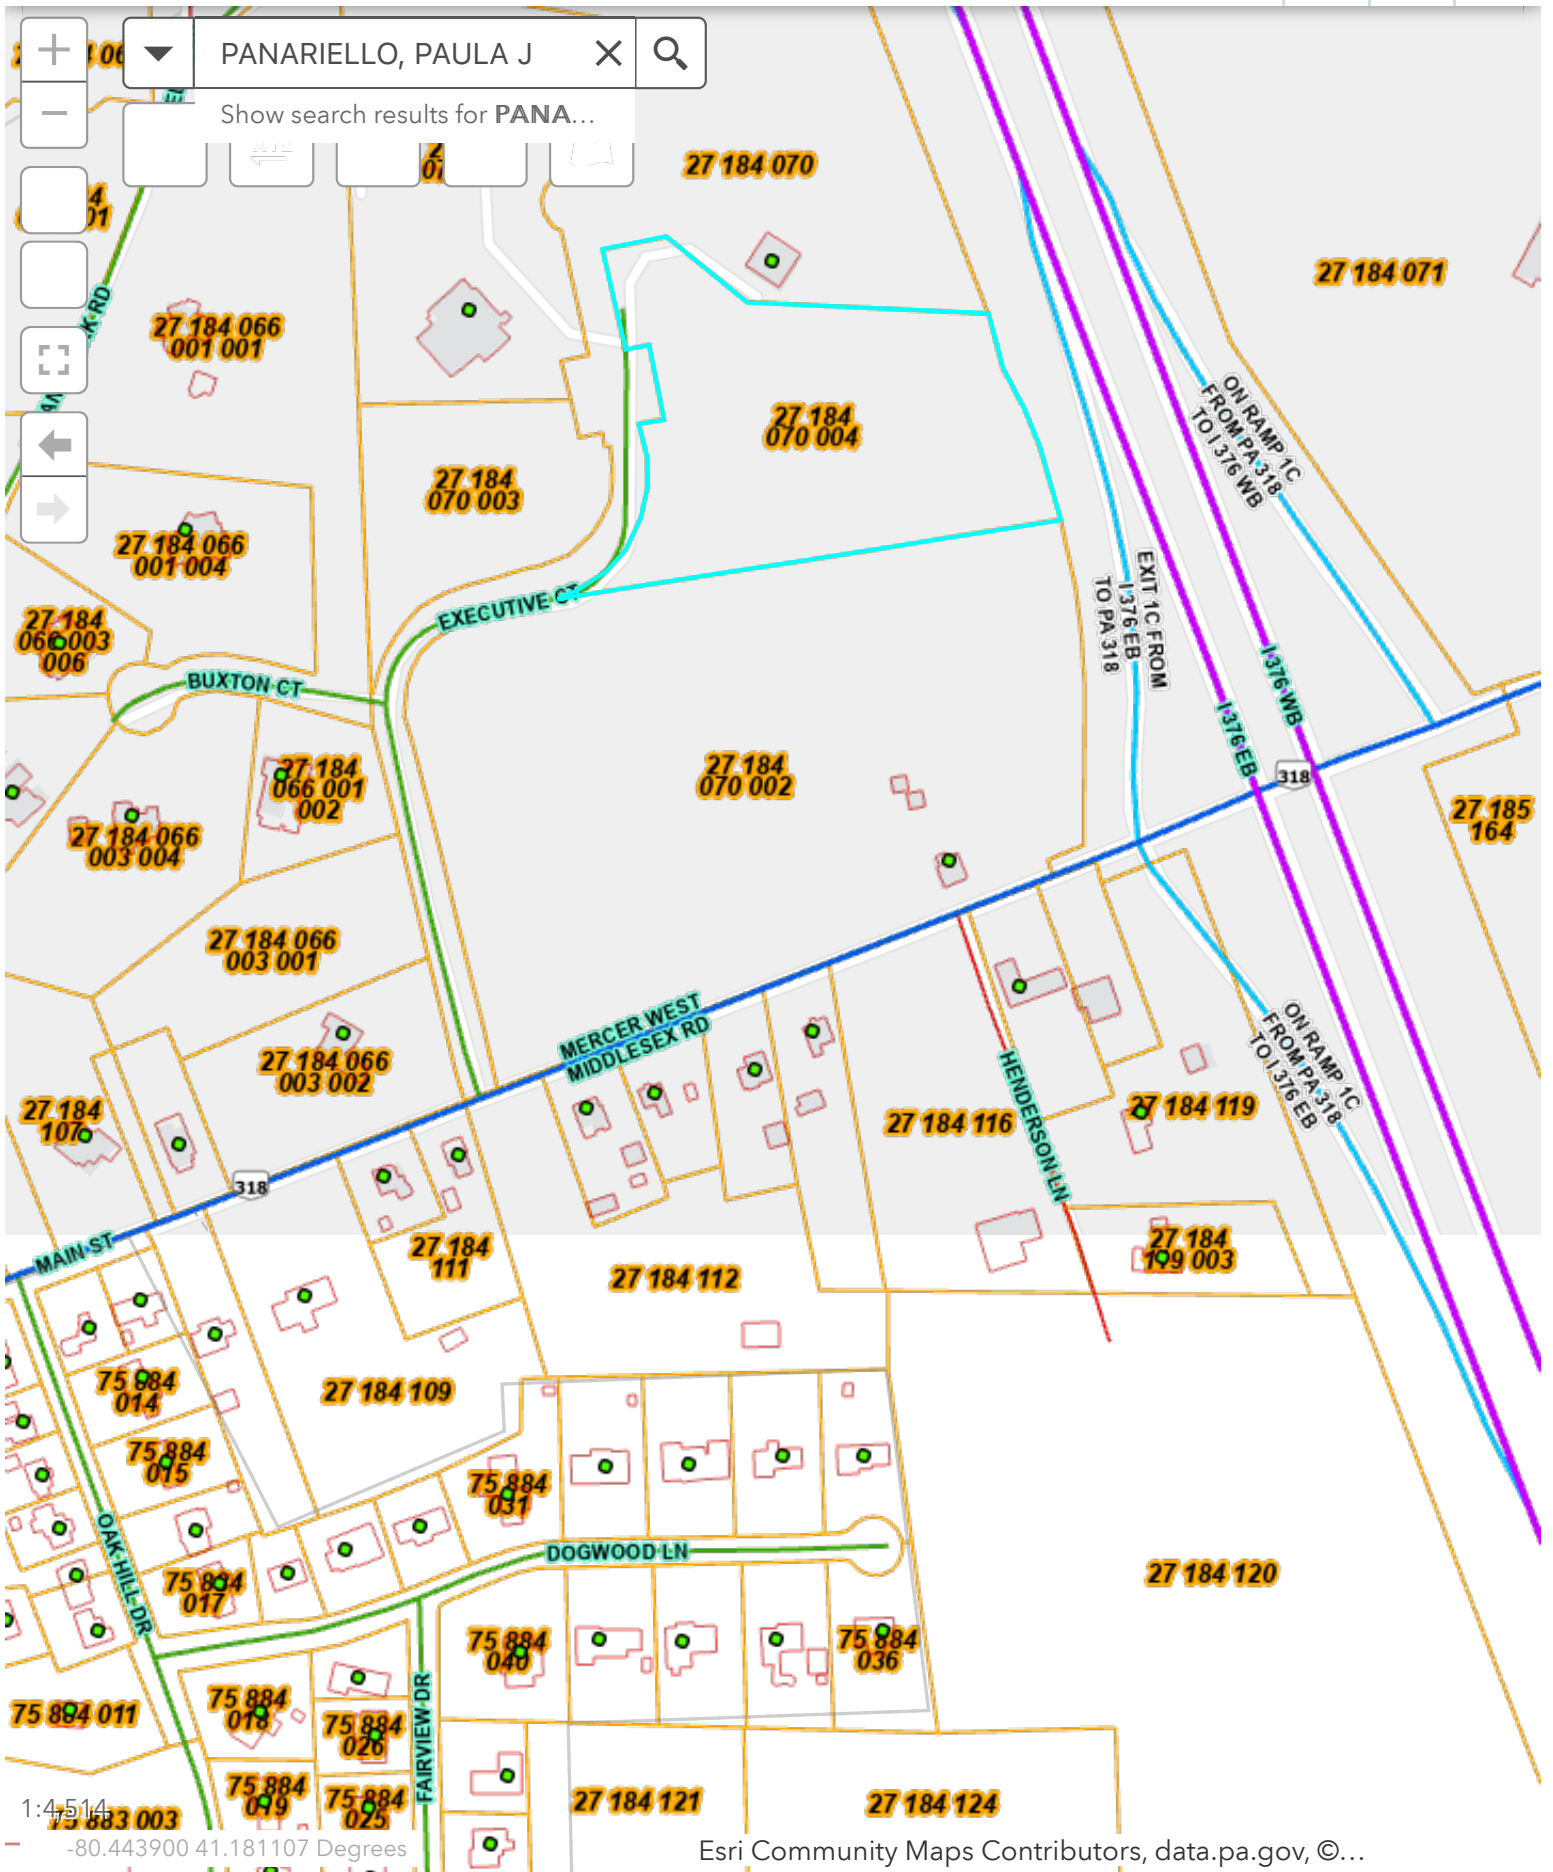 PANARIELLO, PAULA J
Show search results for PANA...
27 184 070
27 184 071
27 184 066
001 001
27 184
070 004
27 184
070 003
ON RAMP 1C
FROM PA 318
TO I 376 WB
27 184 066
001 004
EXIT 1C FROM
I 376 EB
TO PA 318
27 184
066 003
006
EXECUTIVE CT
BUXTON CT
I 376 WB
I 376 EB
318
27 184
070 002
27 184
066 001
002
27 184 066
003 004
27 185
164
27 184 066
003 001
MERCER WEST
MIDDLESEX RD
27 184 066
003 002
HENDERSON LN
ON RAMP 1C
FROM PA 318
TO I 376 EB
27 184
107
27 184 116
27 184 119
318
MAIN ST
27 184
111
27 184 112
27 184
199 003
75 884
014
27 184 109
75 884
015
75 884
031
OAK HILL DR
DOGWOOD LN
75 884
017
27 184 120
75 884
040
75 884
036
75 884 011
75 884
018
75 884
026
FAIRVIEW DR
75 884
019
75 884
025
27 184 121
27 184 124
1:4,514
75 883 003
-80.443900 41.181107 Degrees
Esri Community Maps Contributors, data.pa.gov, ©...